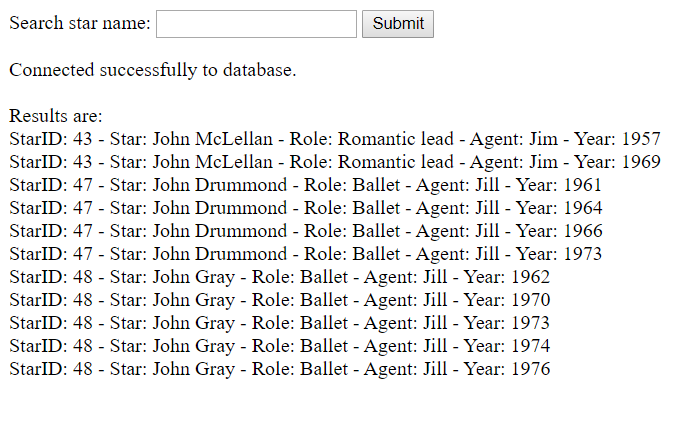 Search star name: Submit
Connected successfully to database.
Results are:
StarID: 43 - Star: John McLellan - Role: Romantic lead - Agent: Jim - Year: 1957
StarID: 43 - Star: John McLellan - Role: Romantic lead - Agent: Jim - Year: 1969
StarID: 47 - Star: John Drummond - Role: Ballet - Agent: Jill - Year: 1961
StarID: 47 - Star: John Drummond - Role: Ballet - Agent: Jill - Year: 1964
StarID: 47 - Star: John Drummond - Role: Ballet - Agent: Jill - Year: 1966
StarID: 47 - Star: John Drummond - Role: Ballet - Agent: Jill - Year: 1973
StarID: 48 - Star: John Gray - Role: Ballet - Agent: Jill - Year: 1962
StarID: 48 - Star: John Gray - Role: Ballet - Agent: Jill - Year: 1970
StarID: 48 - Star: John Gray - Role: Ballet - Agent: Jill - Year: 1973
StarID: 48 - Star: John Gray - Role: Ballet - Agent: Jill - Year: 1974
StarID: 48 - Star: John Gray - Role: Ballet - Agent: Jill - Year: 1976